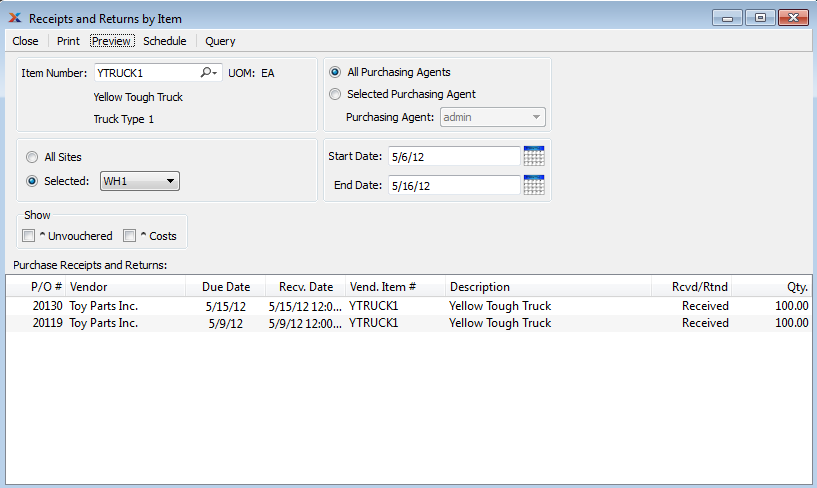 Receipts and Returns by Item
Close Print Preview Schedule Query
Item Number: YTRUCK1 UOM: EA
Yellow Tough Truck
Truck Type 1
All Purchasing Agents
Selected Purchasing Agent
Purchasing Agent: admin
All Sites
Selected: WH1
Start Date: 5/6/12
End Date: 5/16/12
Show
^ Unvouchered ^ Costs
Purchase Receipts and Returns:
P/O # Vendor Due Date Recv. Date Vend. Item # Description Rcvd/Rtnd Qty.
20130 Toy Parts Inc. 5/15/12 5/15/12 12:0... YTRUCK1 Yellow Tough Truck Received 100.00
20119 Toy Parts Inc. 5/9/12 5/9/12 12:00... YTRUCK1 Yellow Tough Truck Received 100.00